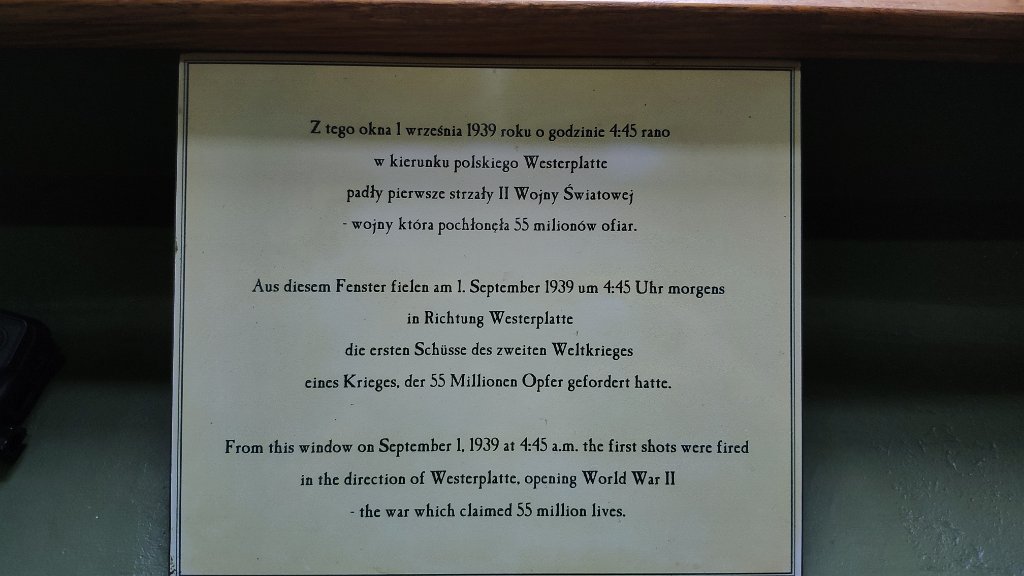 Z tego okna 1 września 1939 roku o godzinie 4:45 rano
w kierunku polskiego Westerplatte
padły pierwsze strzały II Wojny Światowej
- wojny która pochłonęła 55 milionów ofiar.
Aus diesem Fenster fielen am 1. September 1939 um 4:45 Uhr morgens
in Richtung Westerplatte
die ersten Schüsse des zweiten Weltkrieges
eines Krieges, der 55 Millionen Opfer gefordert hatte.
From this window on September 1, 1939 at 4:45 a.m. the first shots were fired
in the direction of Westerplatte, opening World War II
- the war which claimed 55 million lives.